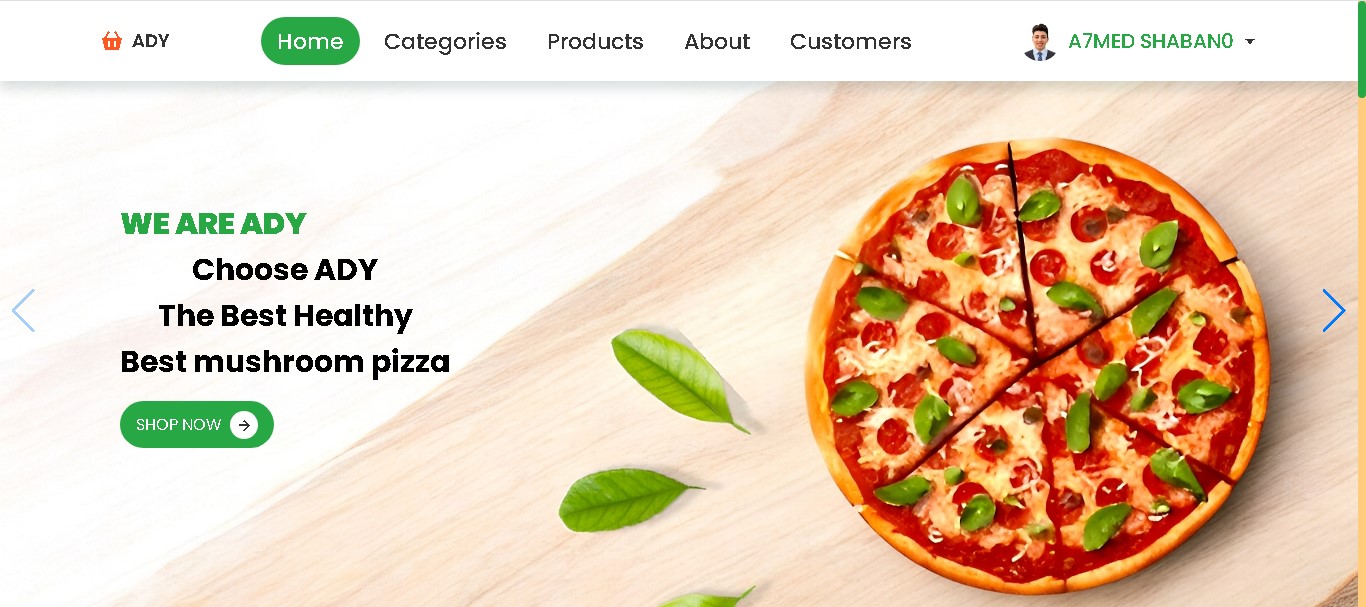 ADY Home Categories Products About Customers A7MED SHABAN0
WE ARE ADY
Choose ADY
The Best Healthy
Best mushroom pizza
SHOP NOW